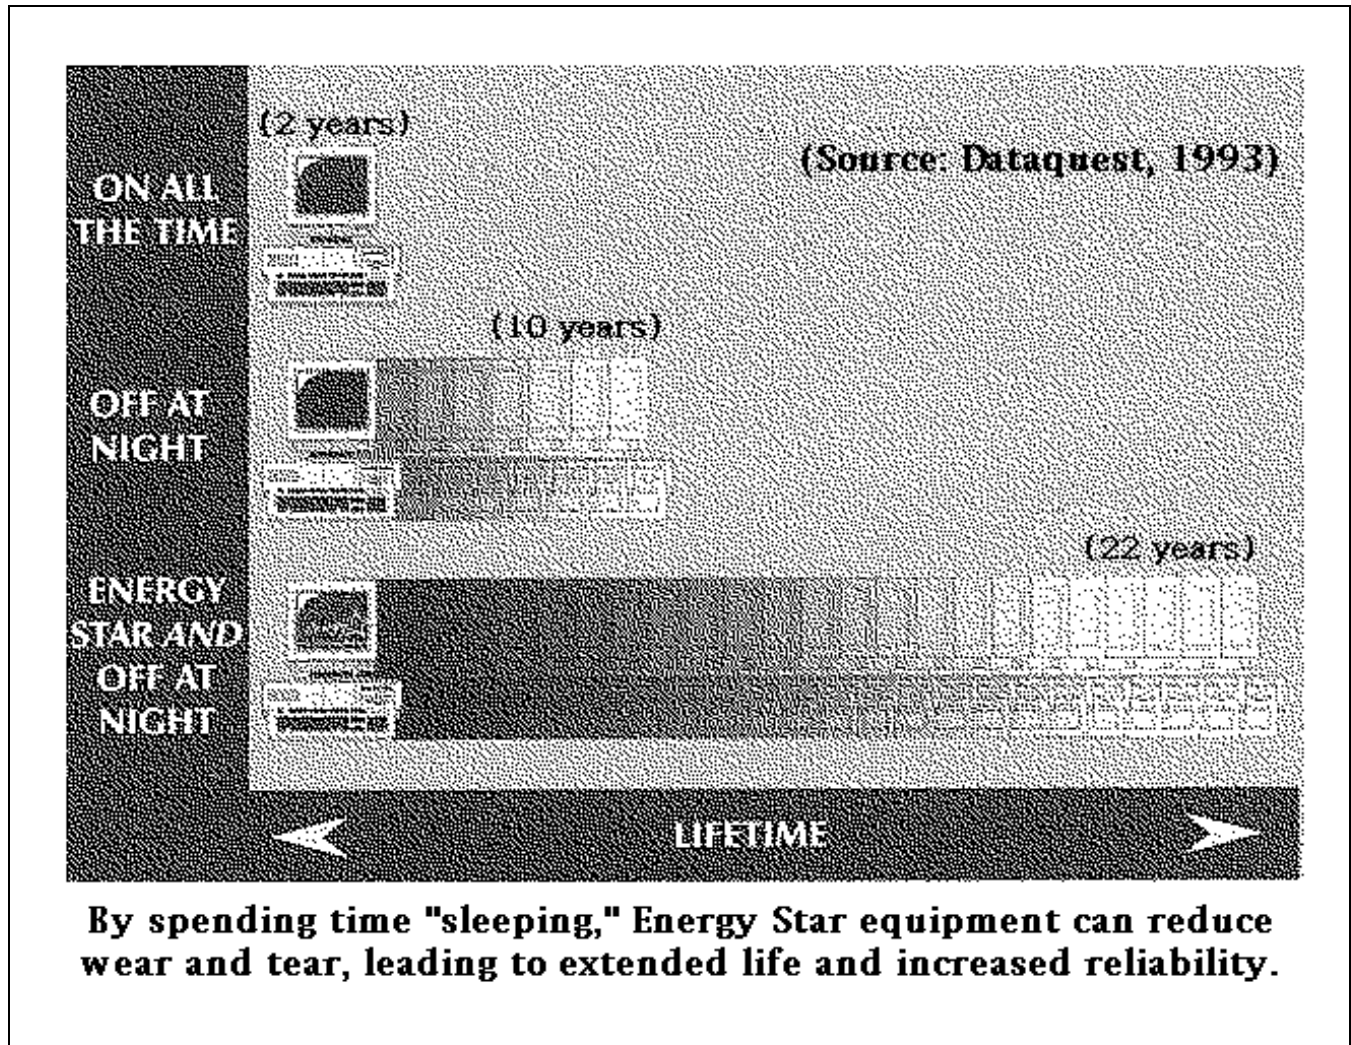 (2 years)
(Source: Dataquest, 1993)
ON ALL
THE TIME
(10 years)
OFF AT
NIGHT
(22 years)
ENERGY
STAR AND
OFF AT
NIGHT
LIFETIME
By spending time "sleeping," Energy Star equipment can reduce
wear and tear, leading to extended life and increased reliability.